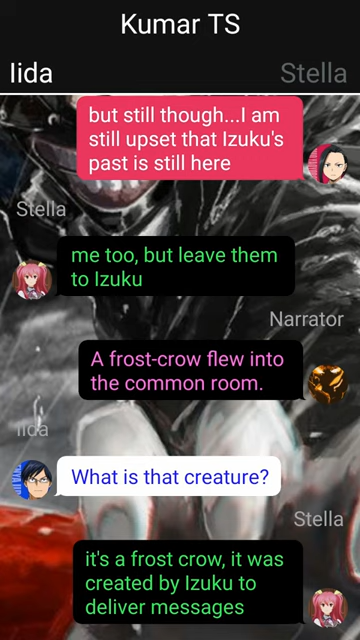 Kumar TS
Iida
Stella
but still though...I am
still upset that Izuku's
past is still here
Stella
me too, but leave them
to Izuku
Narrator
A frost-crow flew into
the common room.
Iida
What is that creature?
Stella
it's a frost crow, it was
created by Izuku to
deliver messages